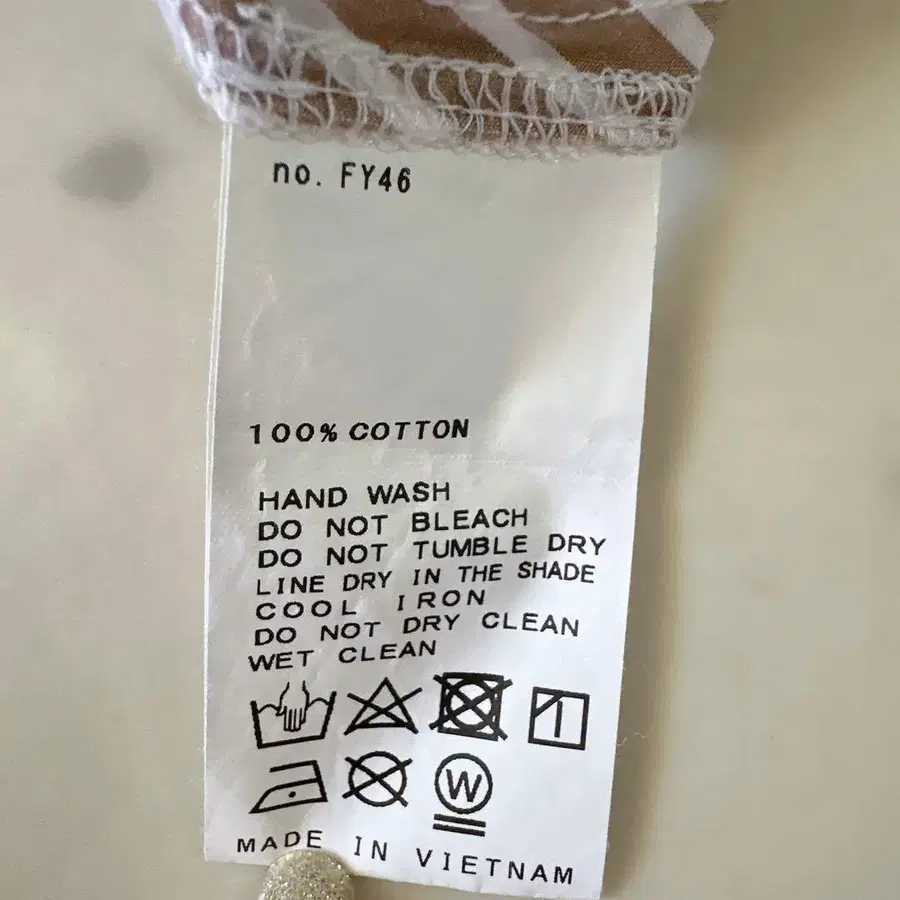 no. FY46
100% COTTON
HAND WASH
DO NOT BLEACH
DO NOT TUMBLE DRY
LINE DRY IN THE SHADE
COOL IRON
DO NOT DRY CLEAN
WET CLEAN
W
MADE IN VIETNAM